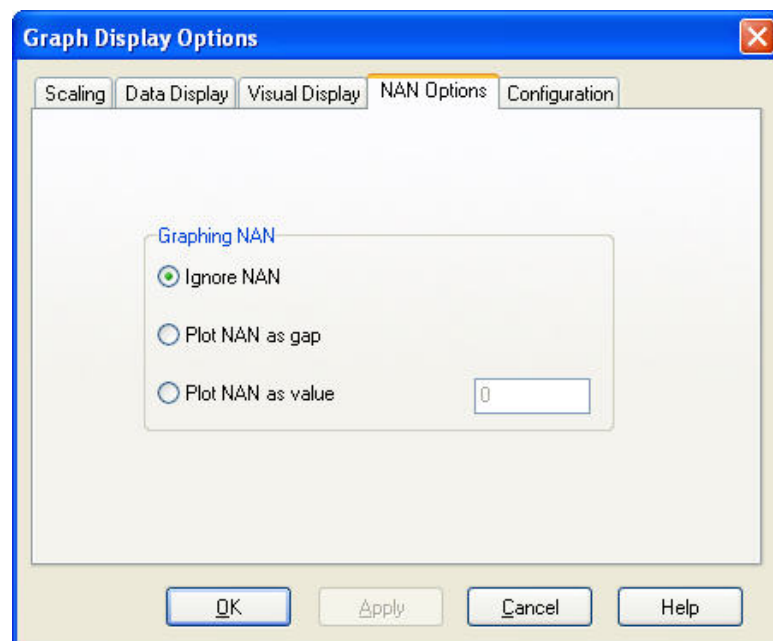 Graph Display Options
Scaling Data Display Visual Display NAN Options Configuration
Graphing NAN
Ignore NAN
Plot NAN as gap
Plot NAN as value 0
OK Apply Cancel Help